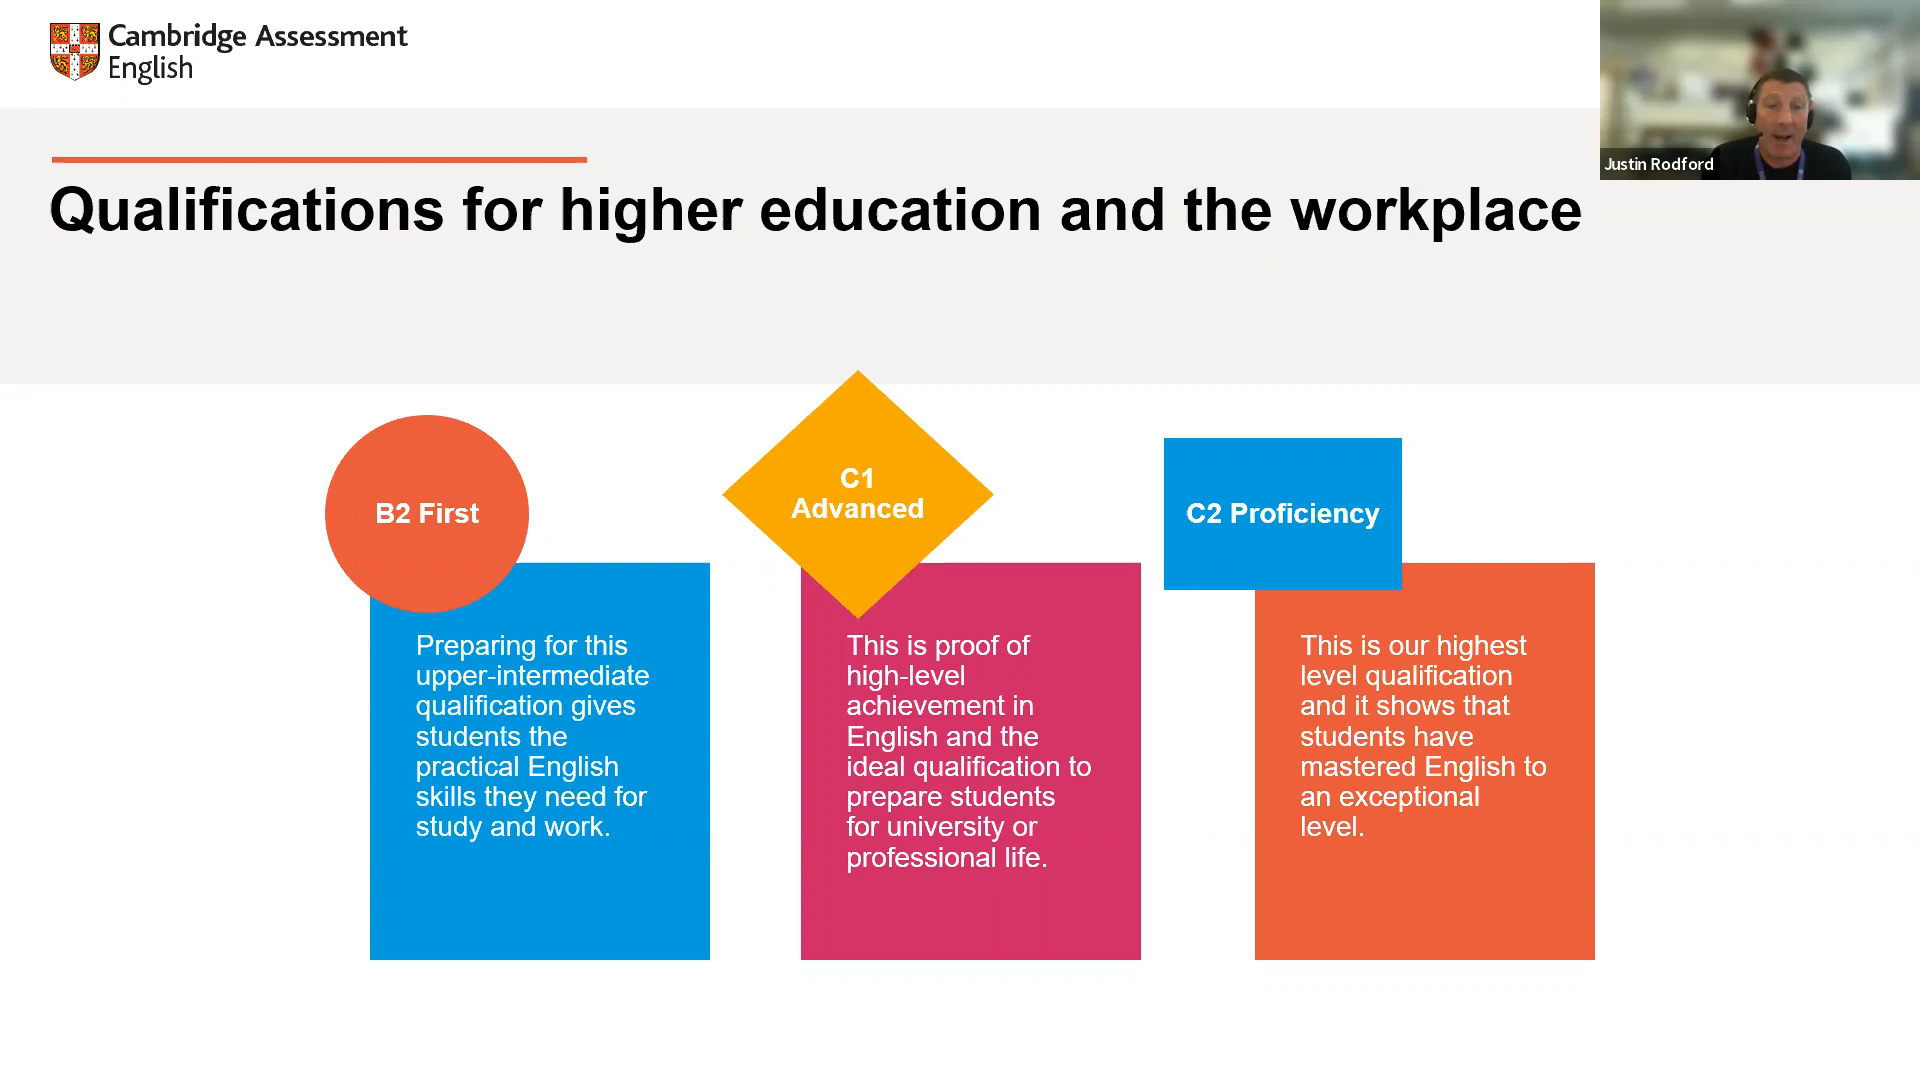 Cambridge Assessment
English
Justin Rodford
Qualifications for higher education and the workplace
B2 First
Preparing for this
upper-intermediate
qualification gives
students the
practical English
skills they need for
study and work.
C1
Advanced
This is proof of
high-level
achievement in
English and the
ideal qualification to
prepare students
for university or
professional life.
C2 Proficiency
This is our highest
level qualification
and it shows that
students have
mastered English to
an exceptional
level.